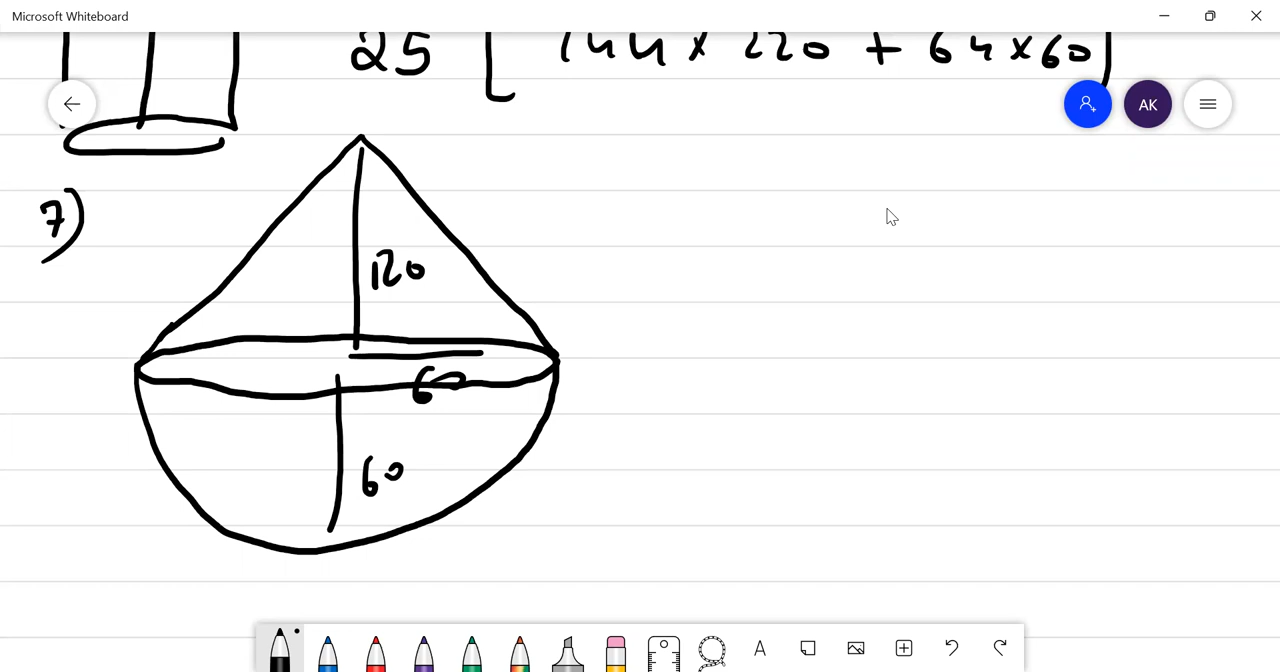 Microsoft Whiteboard
25 [ 144 x 220 + 64 x 60 ]
AK
7)
120
60
60
A